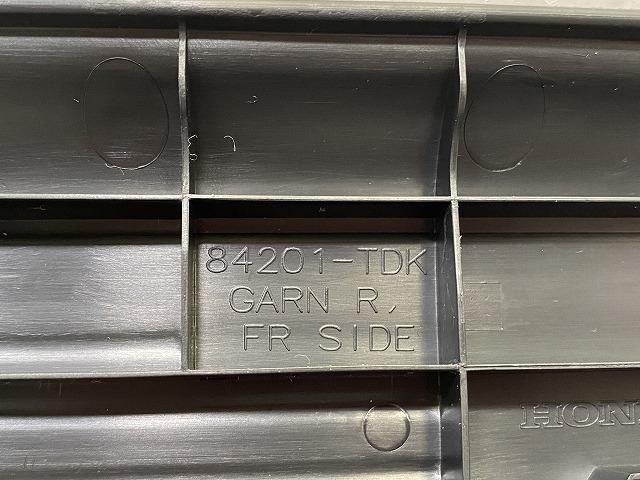 84201-TDK
GARN R,
FR SIDE
HON